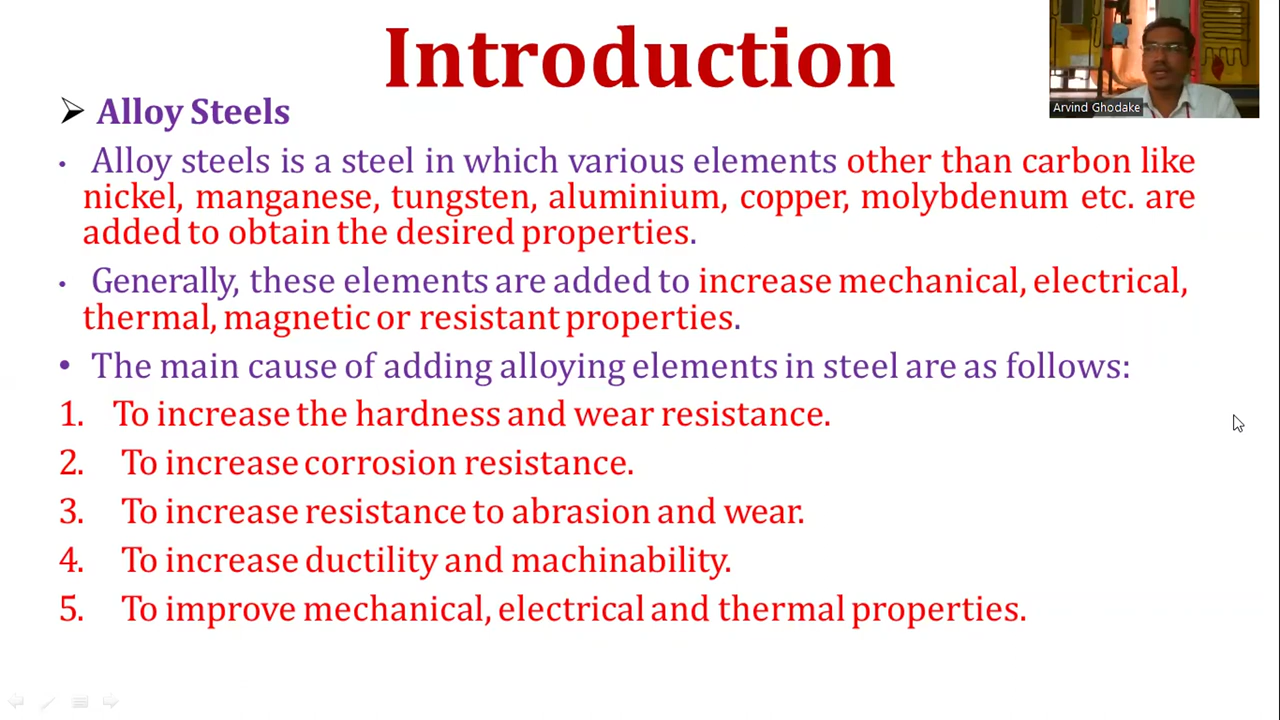 Introduction
Arvind Ghodake
➢ Alloy Steels
• Alloy steels is a steel in which various elements other than carbon like
nickel, manganese, tungsten, aluminium, copper, molybdenum etc. are
added to obtain the desired properties.
• Generally, these elements are added to increase mechanical, electrical,
thermal, magnetic or resistant properties.
• The main cause of adding alloying elements in steel are as follows:
1. To increase the hardness and wear resistance.
2. To increase corrosion resistance.
3. To increase resistance to abrasion and wear.
4. To increase ductility and machinability.
5. To improve mechanical, electrical and thermal properties.